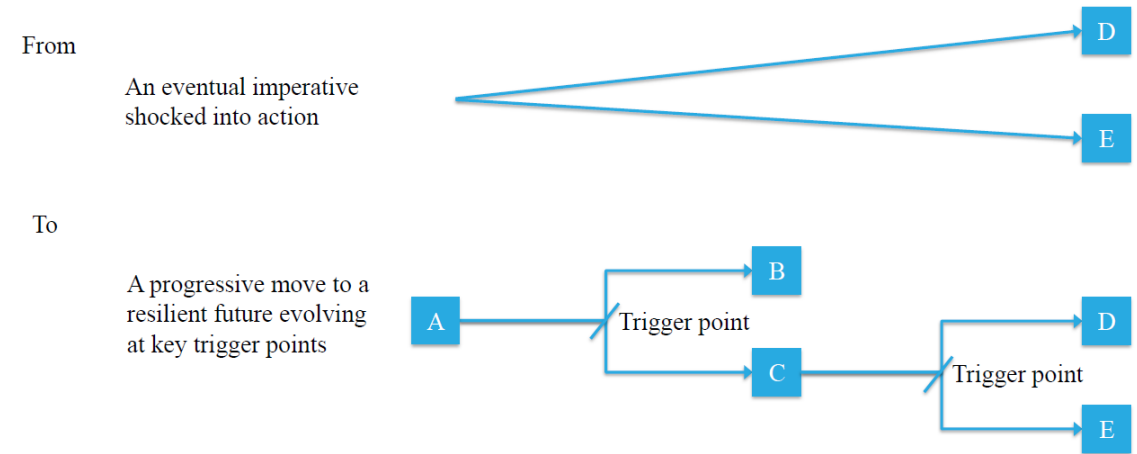 D
From
An eventual imperative
shocked into action
E
To
B
A progressive move to a
resilient future evolving
at key trigger points
A
Trigger point
D
C
Trigger point
E